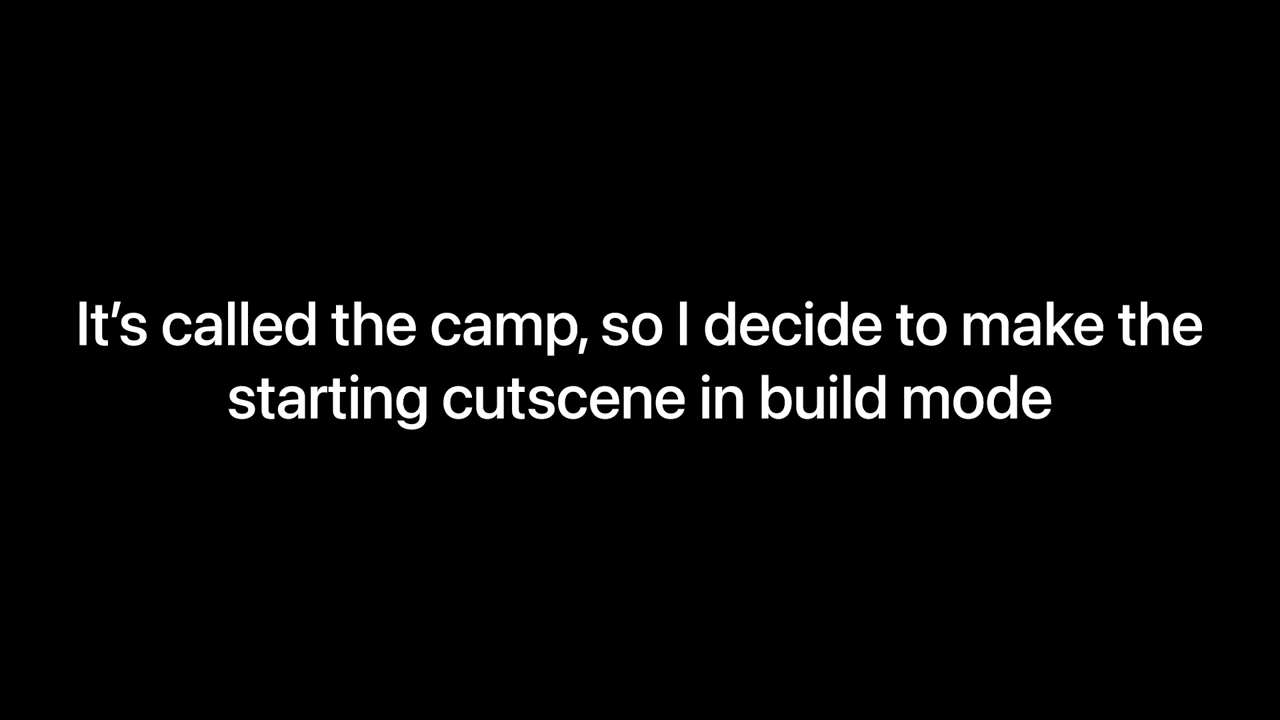 It’s called the camp, so I decide to make the
starting cutscene in build mode